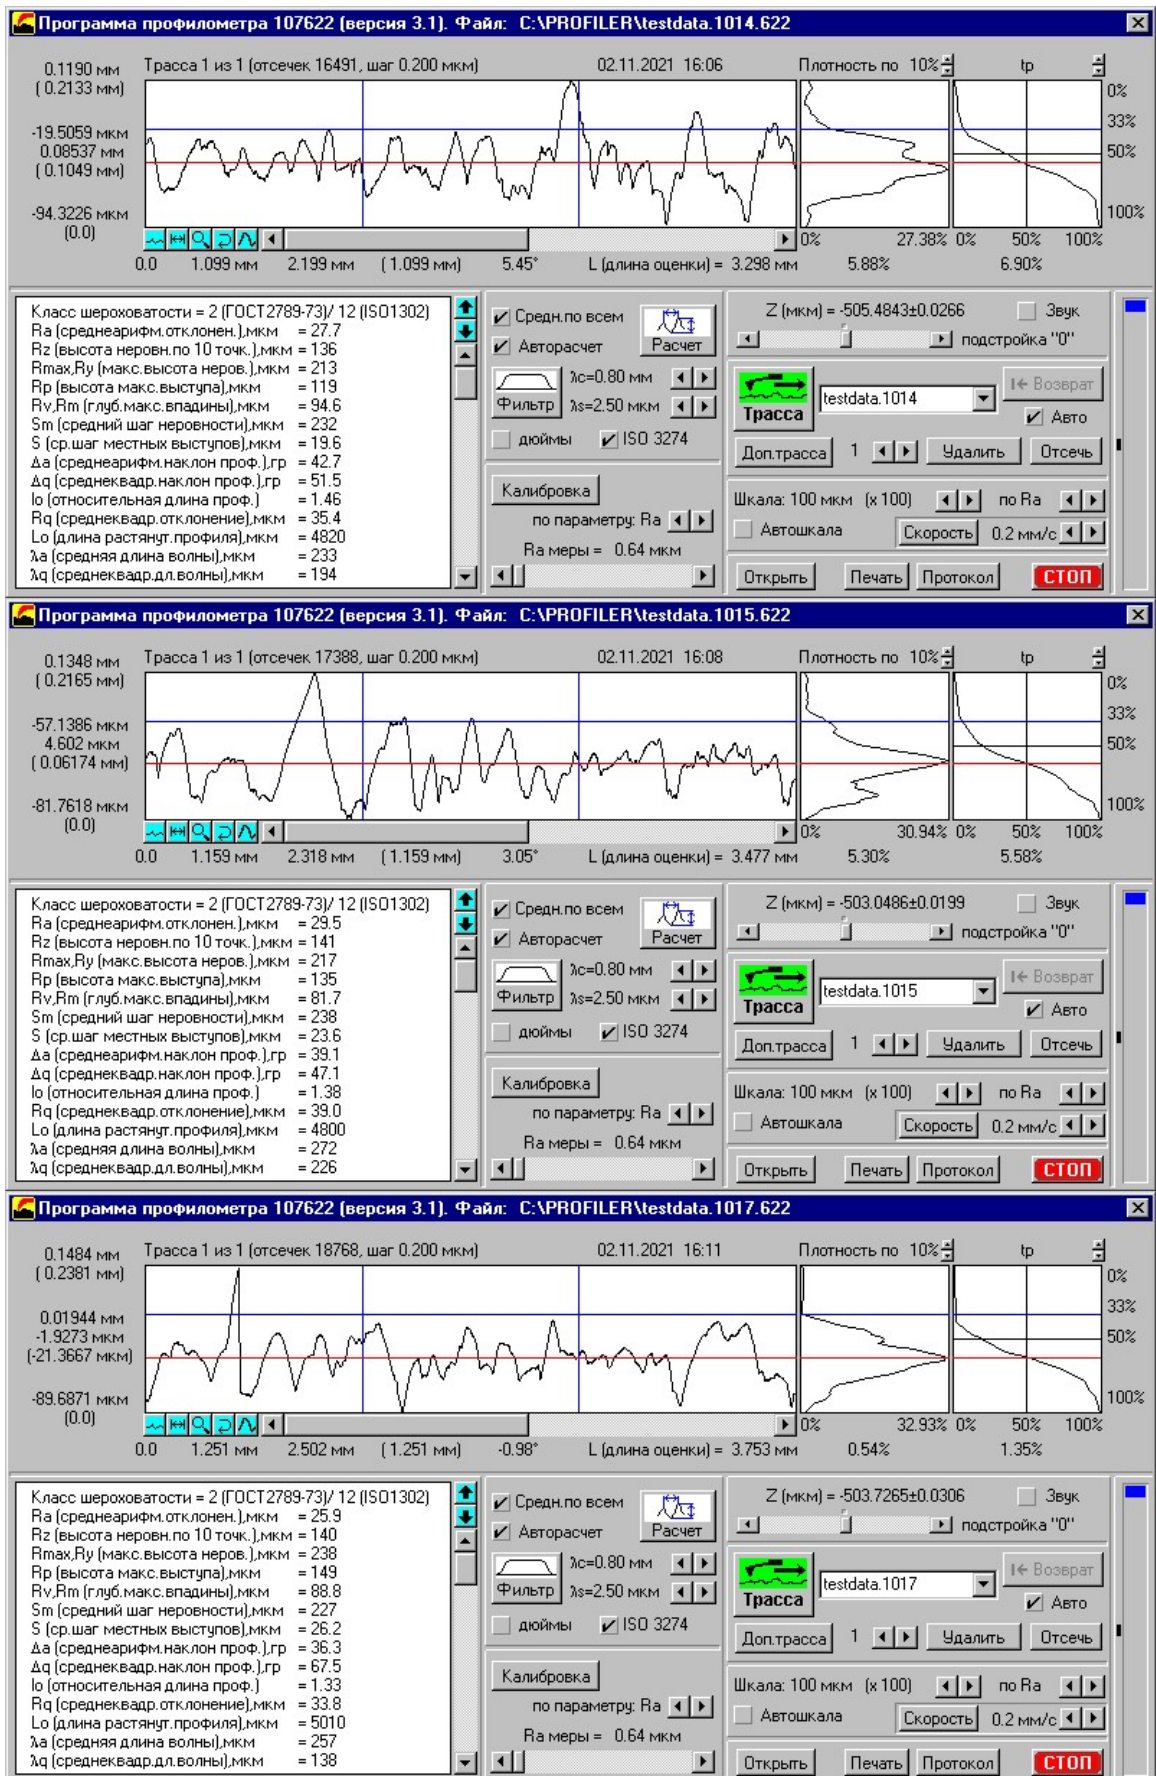 Программа профилометра 107622 (версия 3.1). Файл: C:\PROFILER\testdata.1014.622
0.1190 мм Трасса 1 из 1 (отсечек 16491, шаг 0.200 мкм) 02.11.2021 16:06 Плотность по 10% tp
( 0.2133 мм) 0%
-19.5059 мкм 33%
0.08537 мм 50%
( 0.1049 мм)
-94.3226 мкм 100%
(0.0) 0% 27.38% 0% 50% 100%
0.0 1.099 мм 2.199 мм ( 1.099 мм) 5.45° L (длина оценки) = 3.298 мм 5.88% 6.90%
Класс шероховатости = 2 (ГОСТ2789-73)/ 12 (ISO1302)
Ra (среднеарифм.отклонен.),мкм = 27.7
Rz (высота неровн.по 10 точк.),мкм = 136
Rmax,Ry (макс.высота неров.),мкм = 213
Rp (высота макс.выступа),мкм = 119
Rv,Rm (глуб.макс.впадины),мкм = 94.6
Sm (средний шаг неровности),мкм = 232
S (ср.шаг местных выступов),мкм = 19.6
Δa (среднеарифм.наклон проф.),гр = 42.7
Δq (среднеквадр.наклон проф.),гр = 51.5
lo (относительная длина проф.) = 1.46
Rq (среднеквадр.отклонение),мкм = 35.4
Lo (длина растянут.профиля),мкм = 4820
λa (средняя длина волны),мкм = 233
λq (среднеквадр.дл.волны),мкм = 194
Средн.по всем
Авторасчет Расчет
Фильтр λc=0.80 мм
λs=2.50 мкм
дюймы ISO 3274
Калибровка
по параметру: Ra
Ra меры = 0.64 мкм
Z (мкм) = -505.4843±0.0266 Звук
подстройка "0"
Трасса testdata.1014 Возврат
Авто
Доп.трасса 1 Удалить Отсечь
Шкала: 100 мкм (x 100) по Ra
Автошкала Скорость 0.2 мм/с
Открыть Печать Протокол СТОП
Программа профилометра 107622 (версия 3.1). Файл: C:\PROFILER\testdata.1015.622
0.1348 мм Трасса 1 из 1 (отсечек 17388, шаг 0.200 мкм) 02.11.2021 16:08 Плотность по 10% tp
( 0.2165 мм) 0%
-57.1386 мкм 33%
4.602 мкм 50%
( 0.06174 мм)
-81.7618 мкм 100%
(0.0) 0% 30.94% 0% 50% 100%
0.0 1.159 мм 2.318 мм ( 1.159 мм) 3.05° L (длина оценки) = 3.477 мм 5.30% 5.58%
Класс шероховатости = 2 (ГОСТ2789-73)/ 12 (ISO1302)
Ra (среднеарифм.отклонен.),мкм = 29.5
Rz (высота неровн.по 10 точк.),мкм = 141
Rmax,Ry (макс.высота неров.),мкм = 217
Rp (высота макс.выступа),мкм = 135
Rv,Rm (глуб.макс.впадины),мкм = 81.7
Sm (средний шаг неровности),мкм = 238
S (ср.шаг местных выступов),мкм = 23.6
Δa (среднеарифм.наклон проф.),гр = 39.1
Δq (среднеквадр.наклон проф.),гр = 47.1
lo (относительная длина проф.) = 1.38
Rq (среднеквадр.отклонение),мкм = 39.0
Lo (длина растянут.профиля),мкм = 4800
λa (средняя длина волны),мкм = 272
λq (среднеквадр.дл.волны),мкм = 226
Средн.по всем
Авторасчет Расчет
Фильтр λc=0.80 мм
λs=2.50 мкм
дюймы ISO 3274
Калибровка
по параметру: Ra
Ra меры = 0.64 мкм
Z (мкм) = -503.0486±0.0199 Звук
подстройка "0"
Трасса testdata.1015 Возврат
Авто
Доп.трасса 1 Удалить Отсечь
Шкала: 100 мкм (x 100) по Ra
Автошкала Скорость 0.2 мм/с
Открыть Печать Протокол СТОП
Программа профилометра 107622 (версия 3.1). Файл: C:\PROFILER\testdata.1017.622
0.1484 мм Трасса 1 из 1 (отсечек 18768, шаг 0.200 мкм) 02.11.2021 16:11 Плотность по 10% tp
( 0.2381 мм) 0%
0.01944 мм 33%
-1.9273 мкм 50%
(-21.3667 мкм)
-89.6871 мкм 100%
(0.0) 0% 32.93% 0% 50% 100%
0.0 1.251 мм 2.502 мм ( 1.251 мм) -0.98° L (длина оценки) = 3.753 мм 0.54% 1.35%
Класс шероховатости = 2 (ГОСТ2789-73)/ 12 (ISO1302)
Ra (среднеарифм.отклонен.),мкм = 25.9
Rz (высота неровн.по 10 точк.),мкм = 140
Rmax,Ry (макс.высота неров.),мкм = 238
Rp (высота макс.выступа),мкм = 149
Rv,Rm (глуб.макс.впадины),мкм = 88.8
Sm (средний шаг неровности),мкм = 227
S (ср.шаг местных выступов),мкм = 26.2
Δa (среднеарифм.наклон проф.),гр = 36.3
Δq (среднеквадр.наклон проф.),гр = 67.5
lo (относительная длина проф.) = 1.33
Rq (среднеквадр.отклонение),мкм = 33.8
Lo (длина растянут.профиля),мкм = 5010
λa (средняя длина волны),мкм = 257
λq (среднеквадр.дл.волны),мкм = 138
Средн.по всем
Авторасчет Расчет
Фильтр λc=0.80 мм
λs=2.50 мкм
дюймы ISO 3274
Калибровка
по параметру: Ra
Ra меры = 0.64 мкм
Z (мкм) = -503.7265±0.0306 Звук
подстройка "0"
Трасса testdata.1017 Возврат
Авто
Доп.трасса 1 Удалить Отсечь
Шкала: 100 мкм (x 100) по Ra
Автошкала Скорость 0.2 мм/с
Открыть Печать Протокол СТОП